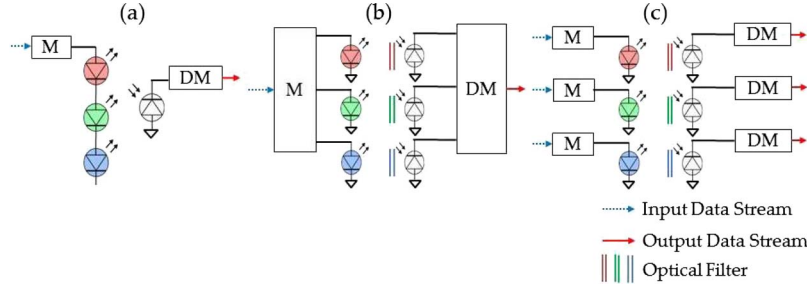 (a)
(b)
(c)
M
DM
M
DM
M
DM
M
DM
M
DM
Input Data Stream
Output Data Stream
Optical Filter